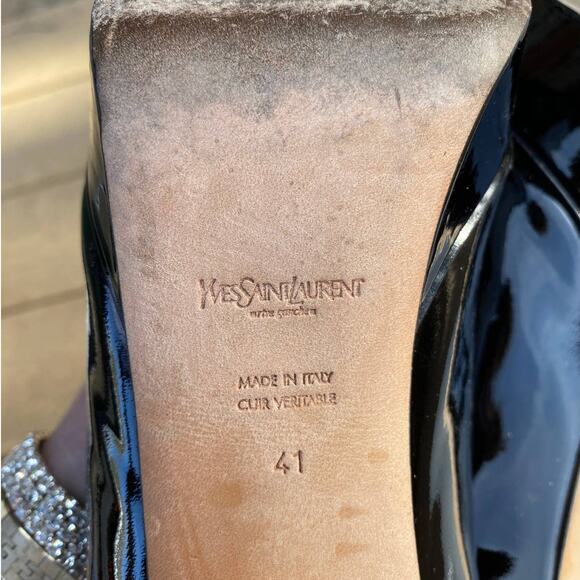 YVESSAINTLAURENT
rive gauche
MADE IN ITALY
CUIR VERITABLE
41